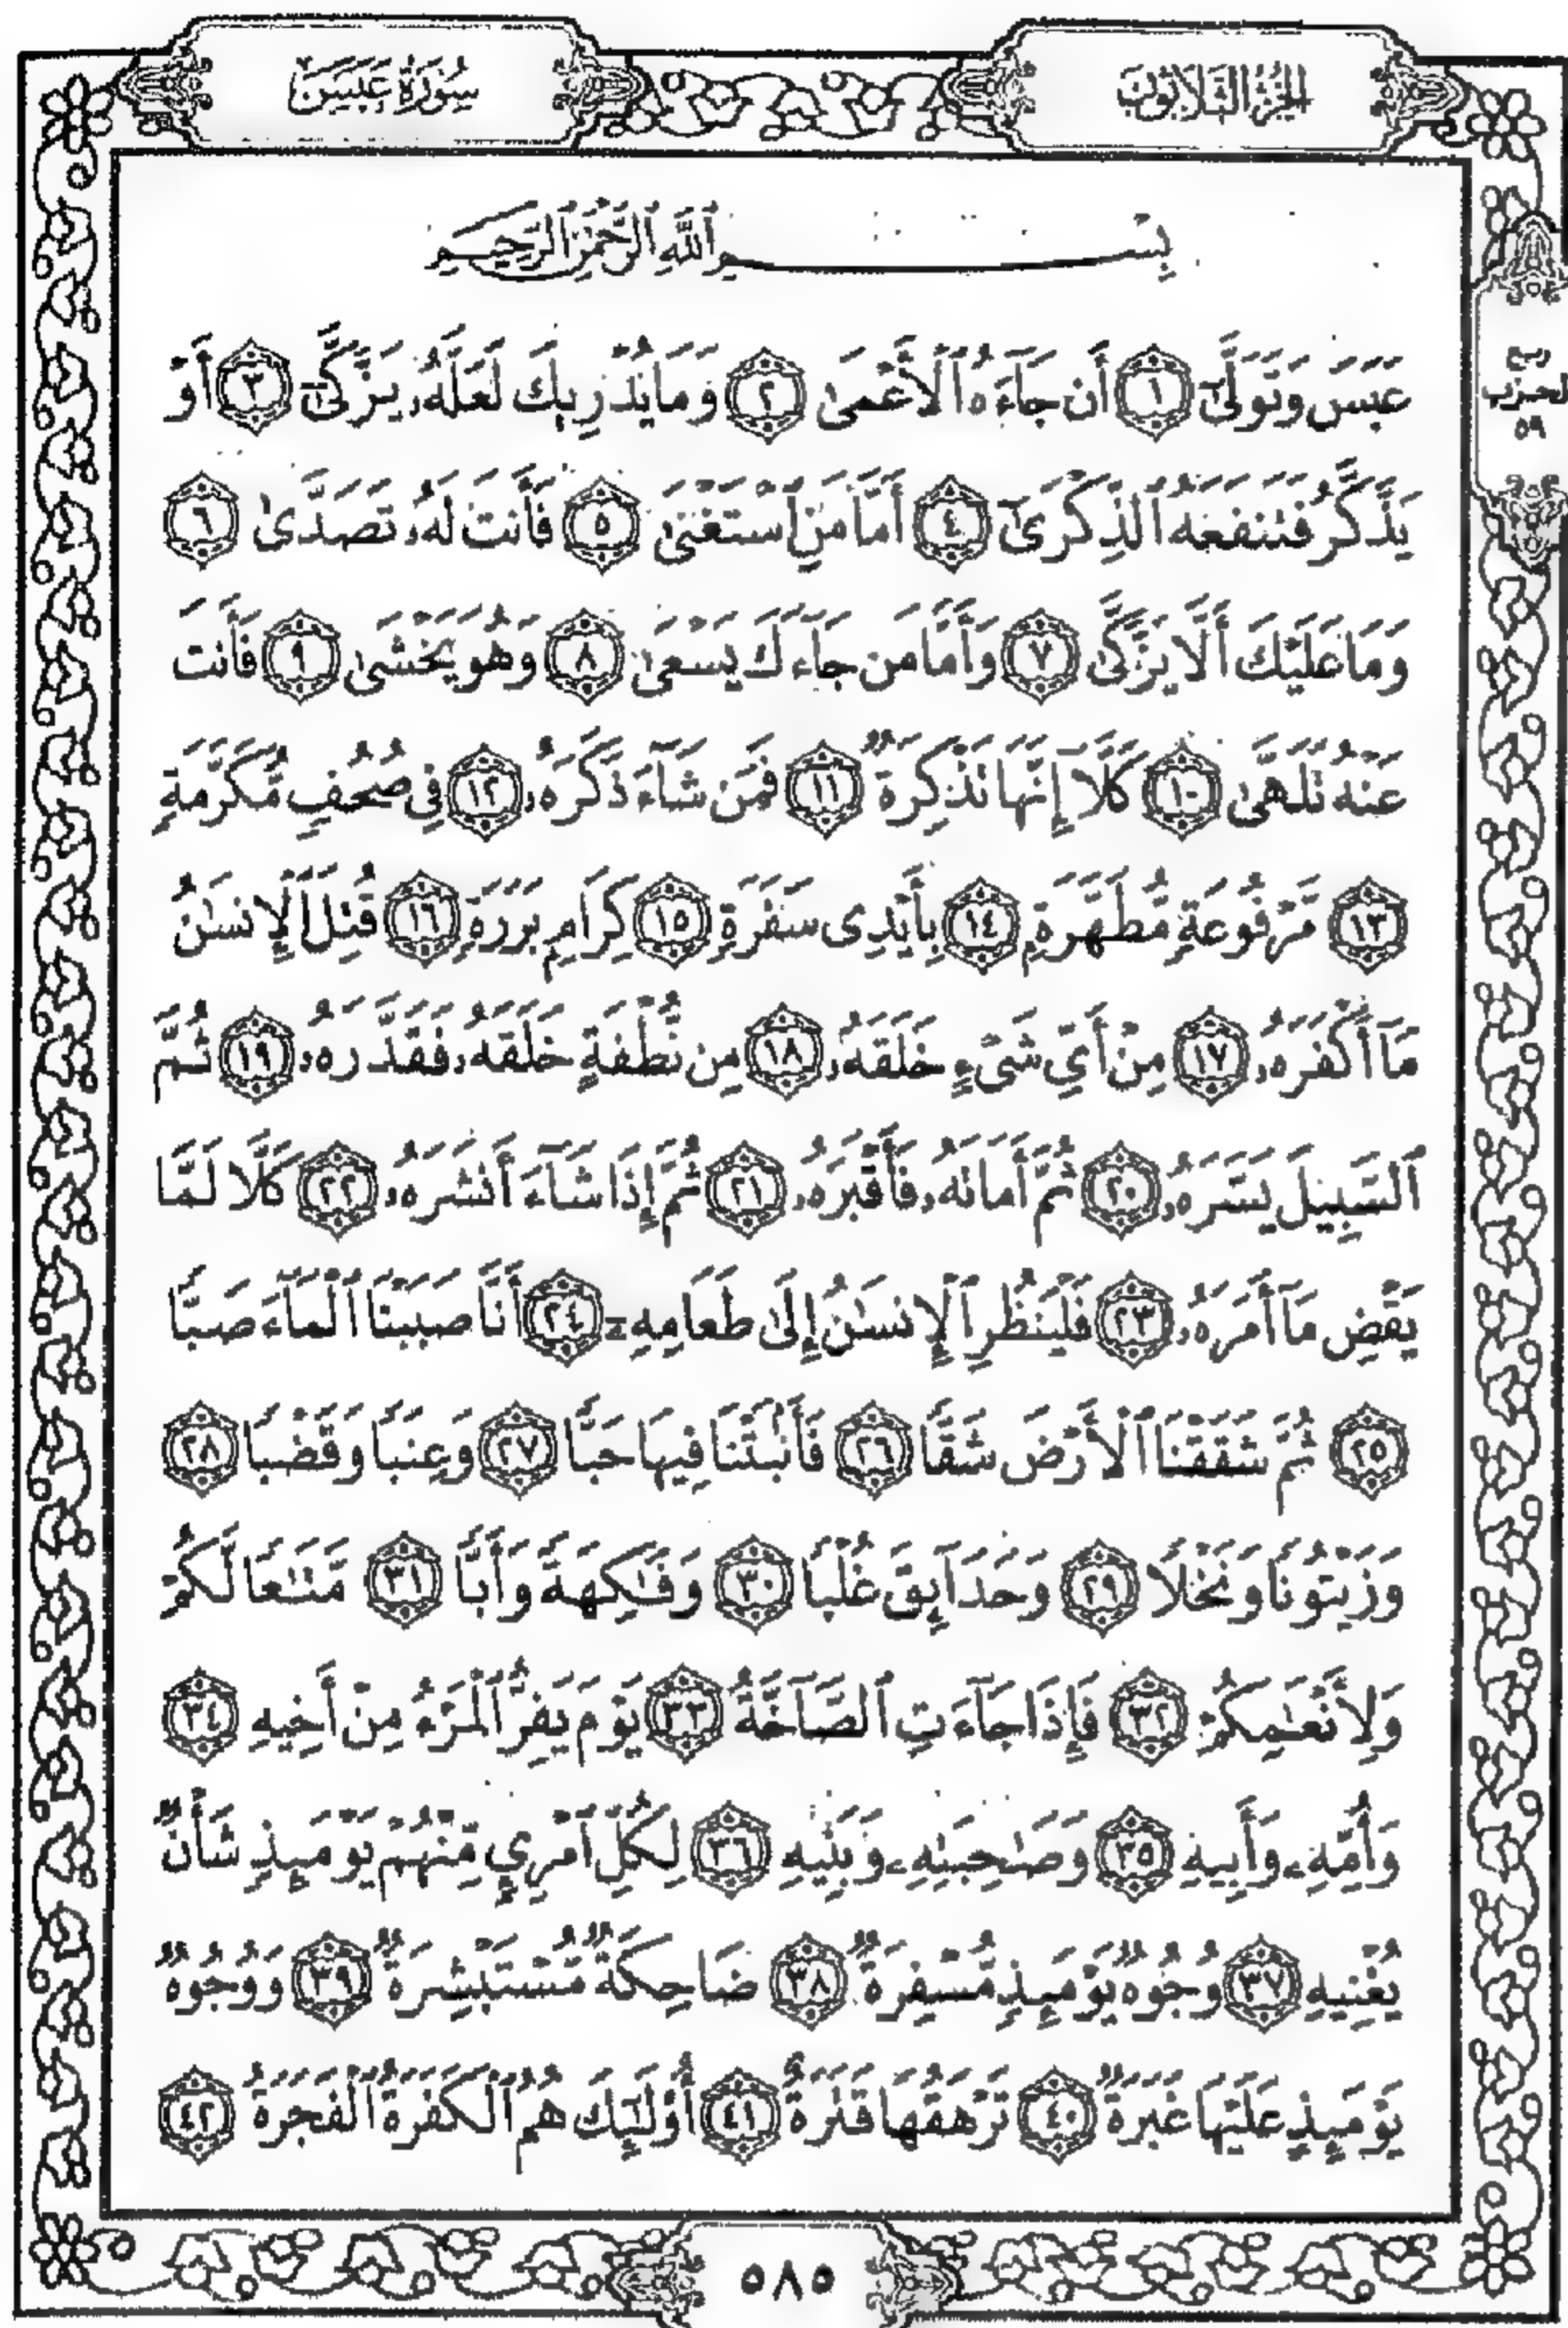 الجزء الثلاثون
سورة عبس
ربع
الحزب
٥٩
بِسْمِ ٱللَّهِ ٱلرَّحْمَٰنِ ٱلرَّحِيمِ
عَبَسَ وَتَوَلَّىٰٓ ١ أَن جَآءَهُ ٱلْأَعْمَىٰ ٢ وَمَا يُدْرِيكَ لَعَلَّهُۥ يَزَّكَّىٰٓ ٣ أَوْ
يَذَّكَّرُ فَتَنفَعَهُ ٱلذِّكْرَىٰٓ ٤ أَمَّا مَنِ ٱسْتَغْنَىٰ ٥ فَأَنتَ لَهُۥ تَصَدَّىٰ ٦
وَمَا عَلَيْكَ أَلَّا يَزَّكَّىٰ ٧ وَأَمَّا مَن جَآءَكَ يَسْعَىٰ ٨ وَهُوَ يَخْشَىٰ ٩ فَأَنتَ
عَنْهُ تَلَهَّىٰ ١٠ كَلَّآ إِنَّهَا تَذْكِرَةٌ ١١ فَمَن شَآءَ ذَكَرَهُۥ ١٢ فِى صُحُفٍ مُّكَرَّمَةٍ
١٣ مَّرْفُوعَةٍ مُّطَهَّرَةٍۭ ١٤ بِأَيْدِى سَفَرَةٍ ١٥ كِرَامٍۭ بَرَرَةٍ ١٦ قُتِلَ ٱلْإِنسَٰنُ
مَآ أَكْفَرَهُۥ ١٧ مِنْ أَىِّ شَىْءٍ خَلَقَهُۥ ١٨ مِن نُّطْفَةٍ خَلَقَهُۥ فَقَدَّرَهُۥ ١٩ ثُمَّ
ٱلسَّبِيلَ يَسَّرَهُۥ ٢٠ ثُمَّ أَمَاتَهُۥ فَأَقْبَرَهُۥ ٢١ ثُمَّ إِذَا شَآءَ أَنشَرَهُۥ ٢٢ كَلَّا لَمَّا
يَقْضِ مَآ أَمَرَهُۥ ٢٣ فَلْيَنظُرِ ٱلْإِنسَٰنُ إِلَىٰ طَعَامِهِۦٓ ٢٤ أَنَّا صَبَبْنَا ٱلْمَآءَ صَبًّا
٢٥ ثُمَّ شَقَقْنَا ٱلْأَرْضَ شَقًّا ٢٦ فَأَنۢبَتْنَا فِيهَا حَبًّا ٢٧ وَعِنَبًا وَقَضْبًا ٢٨
وَزَيْتُونًا وَنَخْلًا ٢٩ وَحَدَآئِقَ غُلْبًا ٣٠ وَفَٰكِهَةً وَأَبًّا ٣١ مَّتَٰعًا لَّكُمْ
وَلِأَنْعَٰمِكُمْ ٣٢ فَإِذَا جَآءَتِ ٱلصَّآخَّةُ ٣٣ يَوْمَ يَفِرُّ ٱلْمَرْءُ مِنْ أَخِيهِ ٣٤
وَأُمِّهِۦ وَأَبِيهِ ٣٥ وَصَٰحِبَتِهِۦ وَبَنِيهِ ٣٦ لِكُلِّ ٱمْرِئٍ مِّنْهُمْ يَوْمَئِذٍ شَأْنٌ
يُغْنِيهِ ٣٧ وُجُوهٌ يَوْمَئِذٍ مُّسْفِرَةٌ ٣٨ ضَاحِكَةٌ مُّسْتَبْشِرَةٌ ٣٩ وَوُجُوهٌ
يَوْمَئِذٍ عَلَيْهَا غَبَرَةٌ ٤٠ تَرْهَقُهَا قَتَرَةٌ ٤١ أُو۟لَٰٓئِكَ هُمُ ٱلْكَفَرَةُ ٱلْفَجَرَةُ ٤٢
٥٨٥